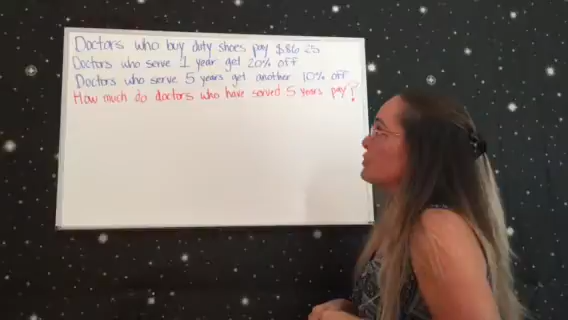 Doctors who buy duty shoes pay $86.25
Doctors who serve 1 year get 20% off
Doctors who serve 5 years get another 10% off
How much do doctors who have served 5 years pay?